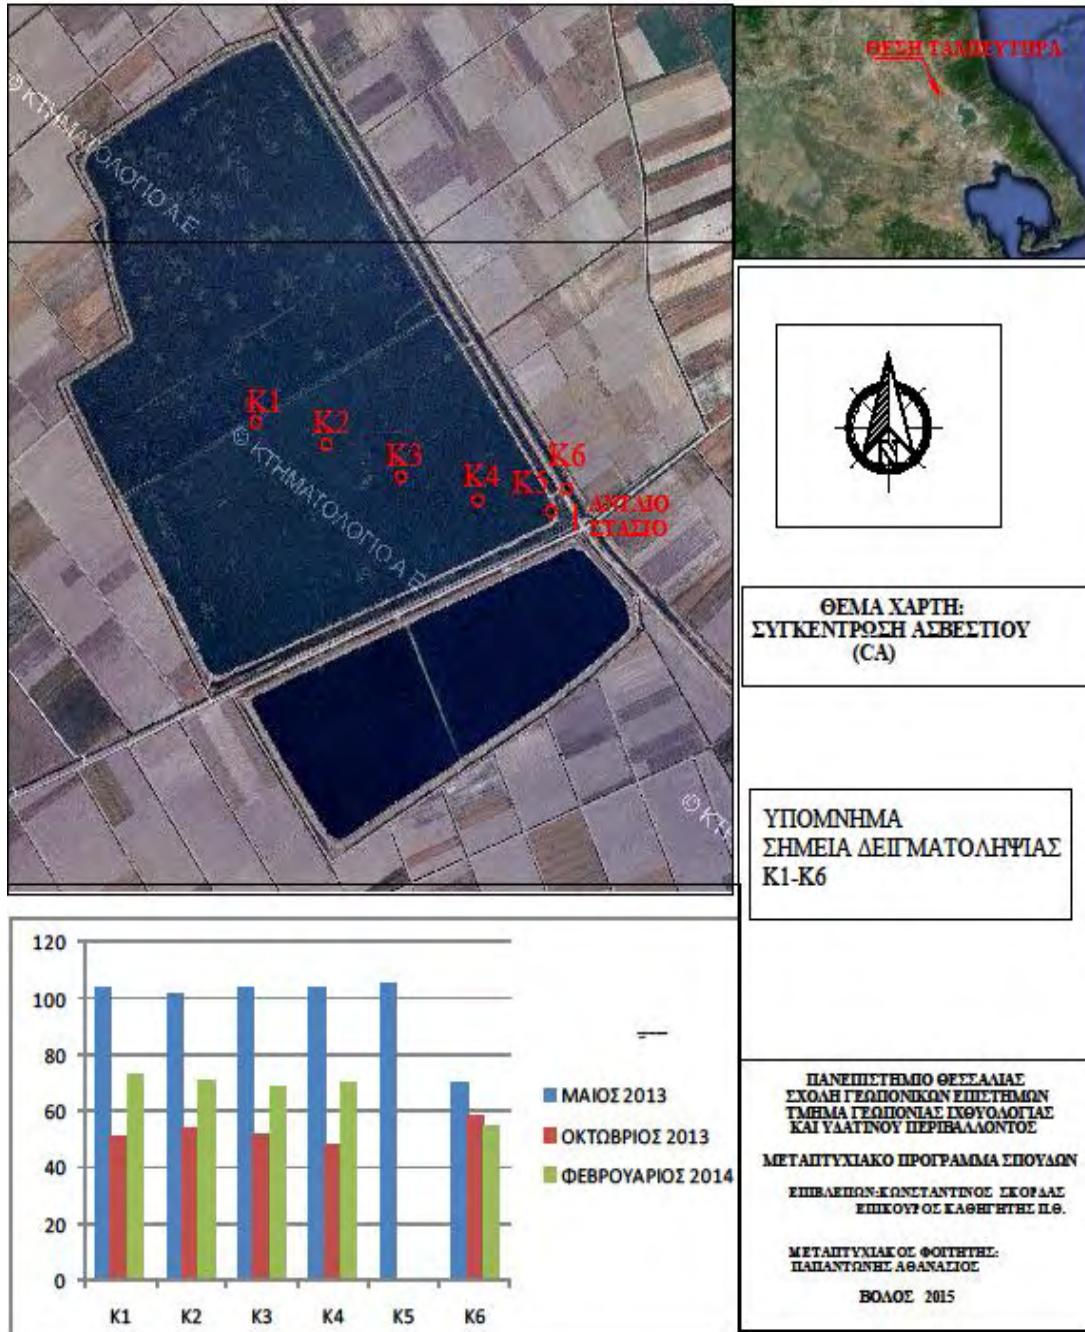 © ΚΤΗΜΑΤΟΛΟΓΙΟ Α.Ε
ΘΕΣΗ ΤΑΜΙΕΥΤΗΡΑ
K1
K2
© ΚΤΗΜΑΤΟΛΟΓΙΟ Α.Ε
K3
K4
K5
K6
ΑΝΤΛΙΟ
ΣΤΑΣΙΟ
© ΚΤΗ
N
ΘΕΜΑ ΧΑΡΤΗ:
ΣΥΓΚΕΝΤΡΩΣΗ ΑΣΒΕΣΤΙΟΥ
(CA)
ΥΠΟΜΝΗΜΑ
ΣΗΜΕΙΑ ΔΕΙΓΜΑΤΟΛΗΨΙΑΣ
K1-K6
120
100
80
60
40
20
0
K1
K2
K3
K4
K5
K6
ΜΑΙΟΣ 2013
ΟΚΤΩΒΡΙΟΣ 2013
ΦΕΒΡΟΥΑΡΙΟΣ 2014
ΠΑΝΕΠΙΣΤΗΜΙΟ ΘΕΣΣΑΛΙΑΣ
ΣΧΟΛΗ ΓΕΩΠΟΝΙΚΩΝ ΕΠΙΣΤΗΜΩΝ
ΤΜΗΜΑ ΓΕΩΠΟΝΙΑΣ ΙΧΘΥΟΛΟΓΙΑΣ
ΚΑΙ ΥΔΑΤΙΝΟΥ ΠΕΡΙΒΑΛΛΟΝΤΟΣ
ΜΕΤΑΠΤΥΧΙΑΚΟ ΠΡΟΓΡΑΜΜΑ ΣΠΟΥΔΩΝ
ΕΠΙΒΛΕΠΩΝ:ΚΩΝΣΤΑΝΤΙΝΟΣ ΣΚΟΡΔΑΣ
ΕΠΙΚΟΥΡΟΣ ΚΑΘΗΓΗΤΗΣ Π.Θ.
ΜΕΤΑΠΤΥΧΙΑΚΟΣ ΦΟΙΤΗΤΗΣ:
ΠΑΠΑΝΤΩΝΗΣ ΑΘΑΝΑΣΙΟΣ
ΒΟΛΟΣ 2015